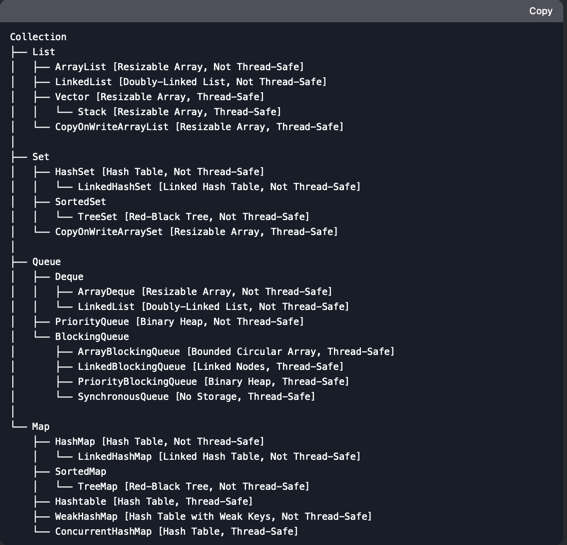 Copy
Collection
├── List
│   ├── ArrayList [Resizable Array, Not Thread-Safe]
│   ├── LinkedList [Doubly-Linked List, Not Thread-Safe]
│   ├── Vector [Resizable Array, Thread-Safe]
│   │   └── Stack [Resizable Array, Thread-Safe]
│   └── CopyOnWriteArrayList [Resizable Array, Thread-Safe]
│
├── Set
│   ├── HashSet [Hash Table, Not Thread-Safe]
│   │   └── LinkedHashSet [Linked Hash Table, Not Thread-Safe]
│   ├── SortedSet
│   │   └── TreeSet [Red-Black Tree, Not Thread-Safe]
│   └── CopyOnWriteArraySet [Resizable Array, Thread-Safe]
│
├── Queue
│   ├── Deque
│   │   ├── ArrayDeque [Resizable Array, Not Thread-Safe]
│   │   └── LinkedList [Doubly-Linked List, Not Thread-Safe]
│   ├── PriorityQueue [Binary Heap, Not Thread-Safe]
│   └── BlockingQueue
│       ├── ArrayBlockingQueue [Bounded Circular Array, Thread-Safe]
│       ├── LinkedBlockingQueue [Linked Nodes, Thread-Safe]
│       ├── PriorityBlockingQueue [Binary Heap, Thread-Safe]
│       └── SynchronousQueue [No Storage, Thread-Safe]
│
└── Map
    ├── HashMap [Hash Table, Not Thread-Safe]
    │   └── LinkedHashMap [Linked Hash Table, Not Thread-Safe]
    ├── SortedMap
    │   └── TreeMap [Red-Black Tree, Not Thread-Safe]
    ├── Hashtable [Hash Table, Thread-Safe]
    ├── WeakHashMap [Hash Table with Weak Keys, Not Thread-Safe]
    └── ConcurrentHashMap [Hash Table, Thread-Safe]